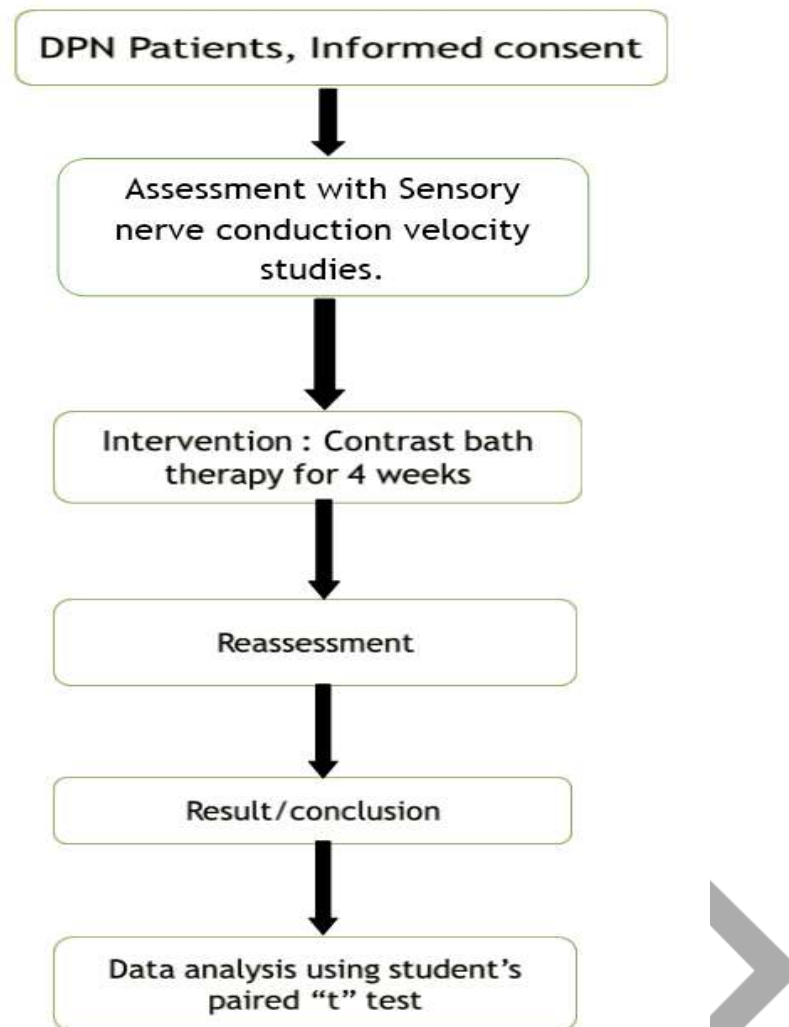 DPN Patients, Informed consent
Assessment with Sensory
nerve conduction velocity
studies.
Intervention : Contrast bath
therapy for 4 weeks
Reassessment
Result/conclusion
Data analysis using student’s
paired “t” test